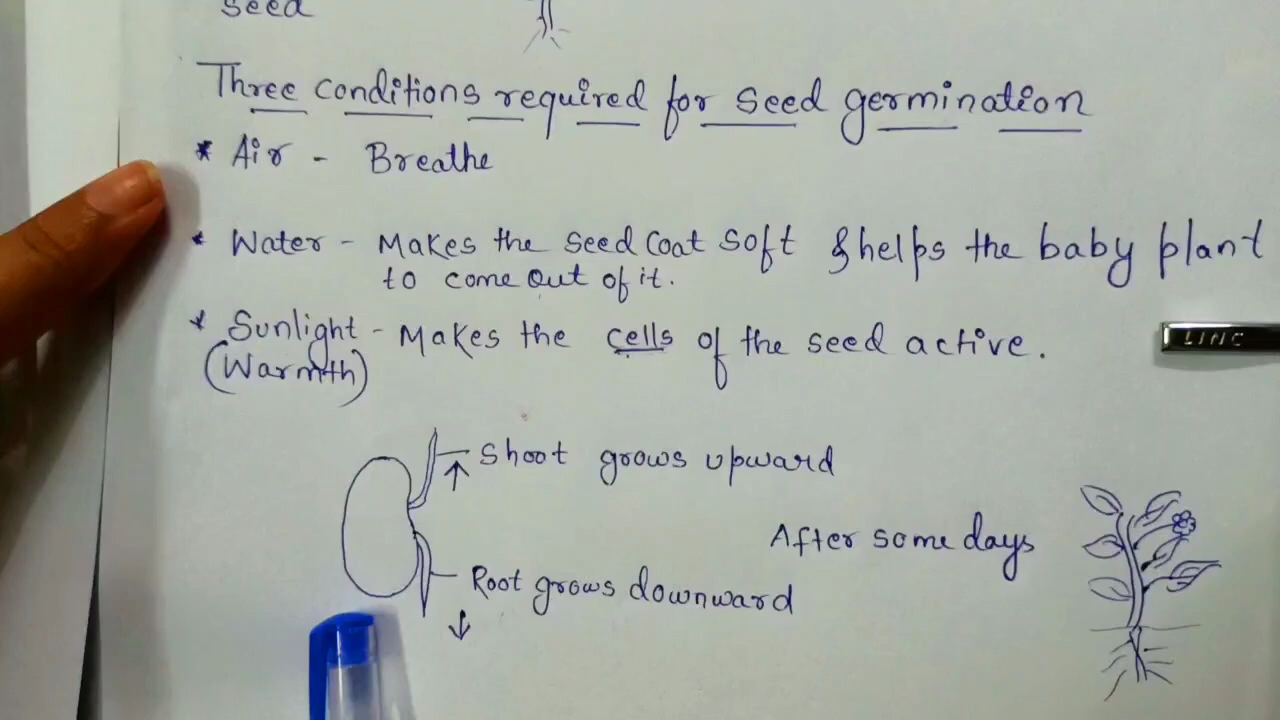 seed
Three conditions required for seed germination
* Air - Breathe
* Water - Makes the seed coat soft & helps the baby plant
to come out of it.
* Sunlight - Makes the cells of the seed active.
(Warmth)
Shoot grows upward
After some days
Root grows downward
LINC